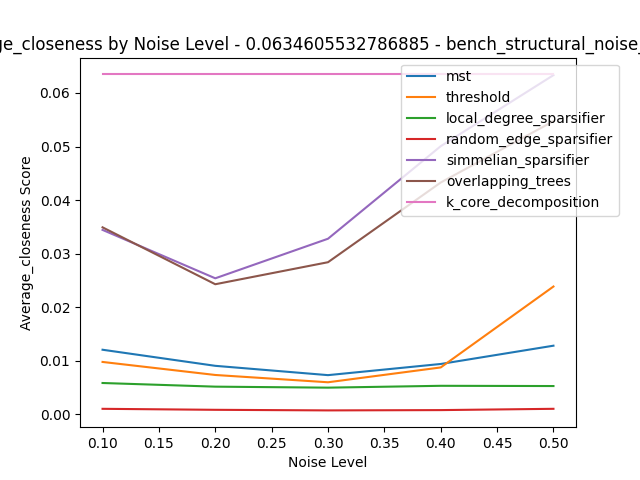 ge_closeness by Noise Level - 0.0634605532786885 - bench_structural_noise_
mst
threshold
local_degree_sparsifier
random_edge_sparsifier
simmelian_sparsifier
overlapping_trees
k_core_decomposition
Average_closeness Score
0.06
0.05
0.04
0.03
0.02
0.01
0.00
0.10 0.15 0.20 0.25 0.30 0.35 0.40 0.45 0.50
Noise Level